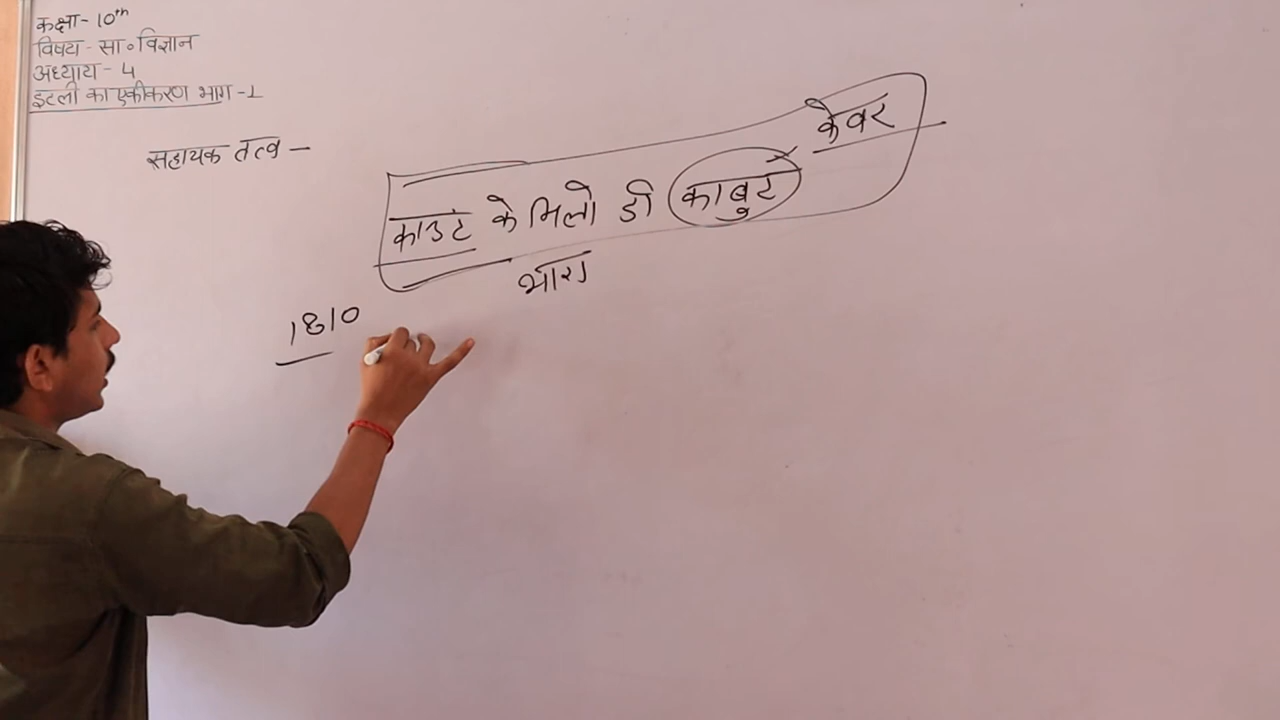 कक्षा - 10th
विषय - सा॰ विज्ञान
अध्याय - 4
इटली का एकीकरण भाग -1
सहायक तत्व -
केवर
काउंट केमिलो डी काबुर
1810